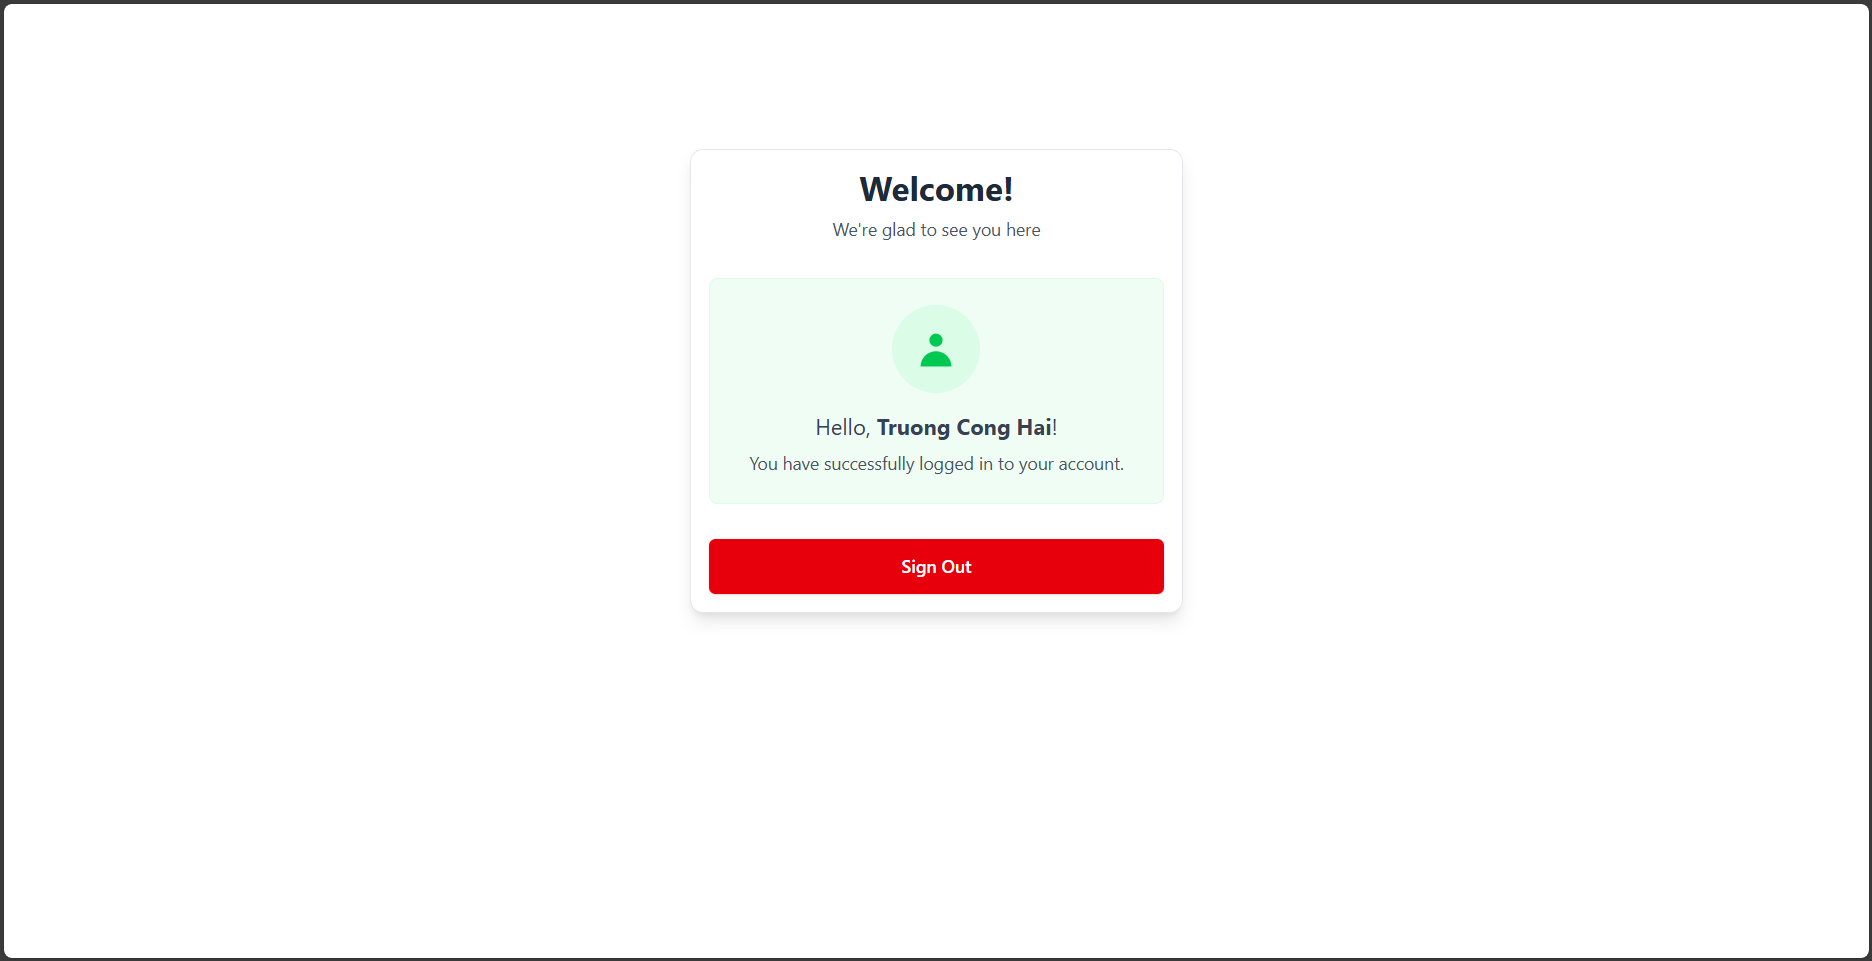 Welcome!
We're glad to see you here
Hello, Truong Cong Hai!
You have successfully logged in to your account.
Sign Out